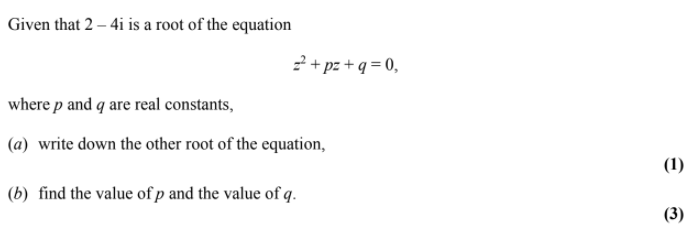 Given that 2 – 4i is a root of the equation
z² + pz + q = 0,
where p and q are real constants,
(a) write down the other root of the equation,
(1)
(b) find the value of p and the value of q.
(3)